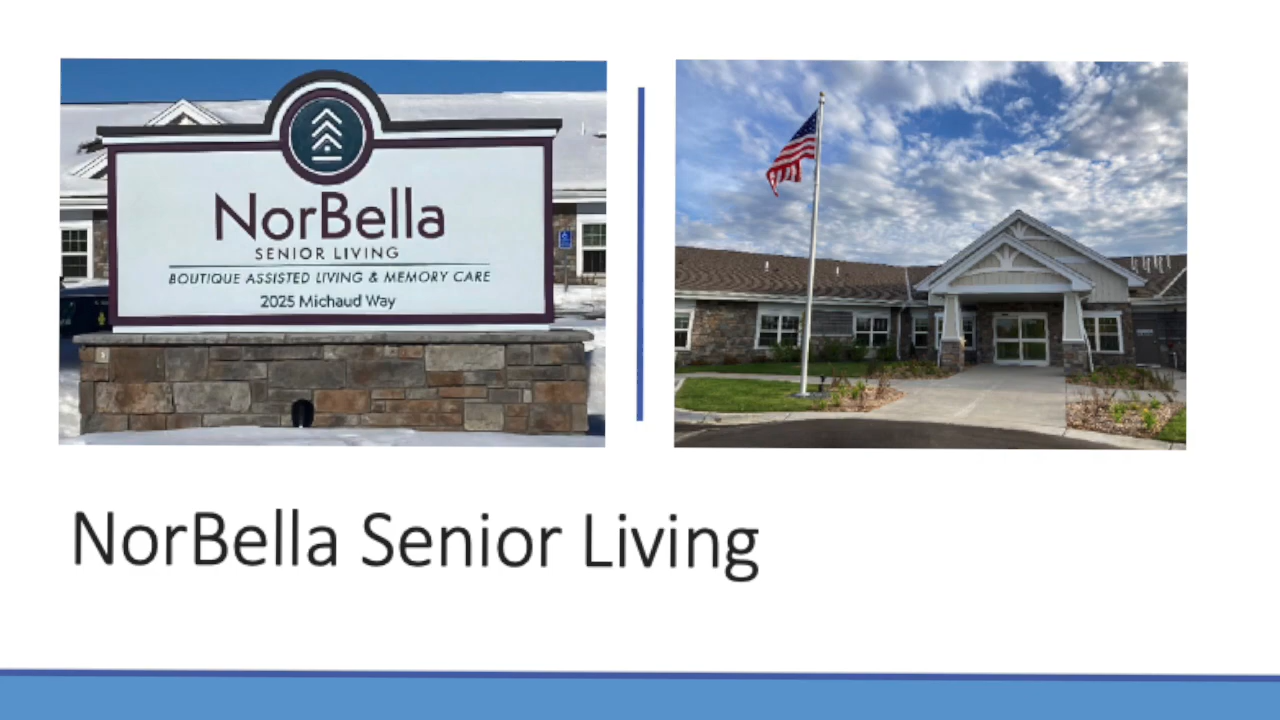 NorBella
SENIOR LIVING
BOUTIQUE ASSISTED LIVING & MEMORY CARE
2025 Michaud Way
NorBella Senior Living